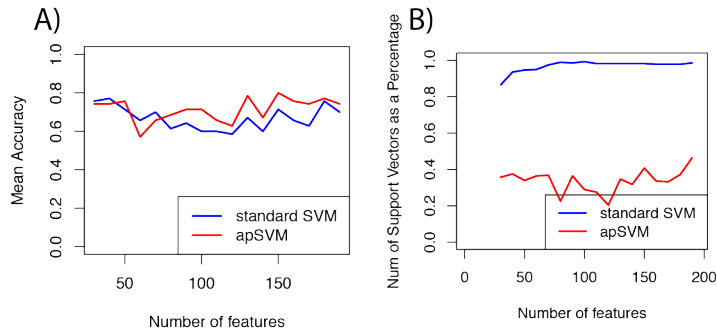 A)
Mean Accuracy
1.0
0.8
0.6
0.4
0.2
0.0
standard SVM
apSVM
50
100
150
Number of features
B)
Num of Support Vectors as a Percentage
1.0
0.8
0.6
0.4
0.2
0.0
standard SVM
apSVM
0
50
100
150
200
Number of features